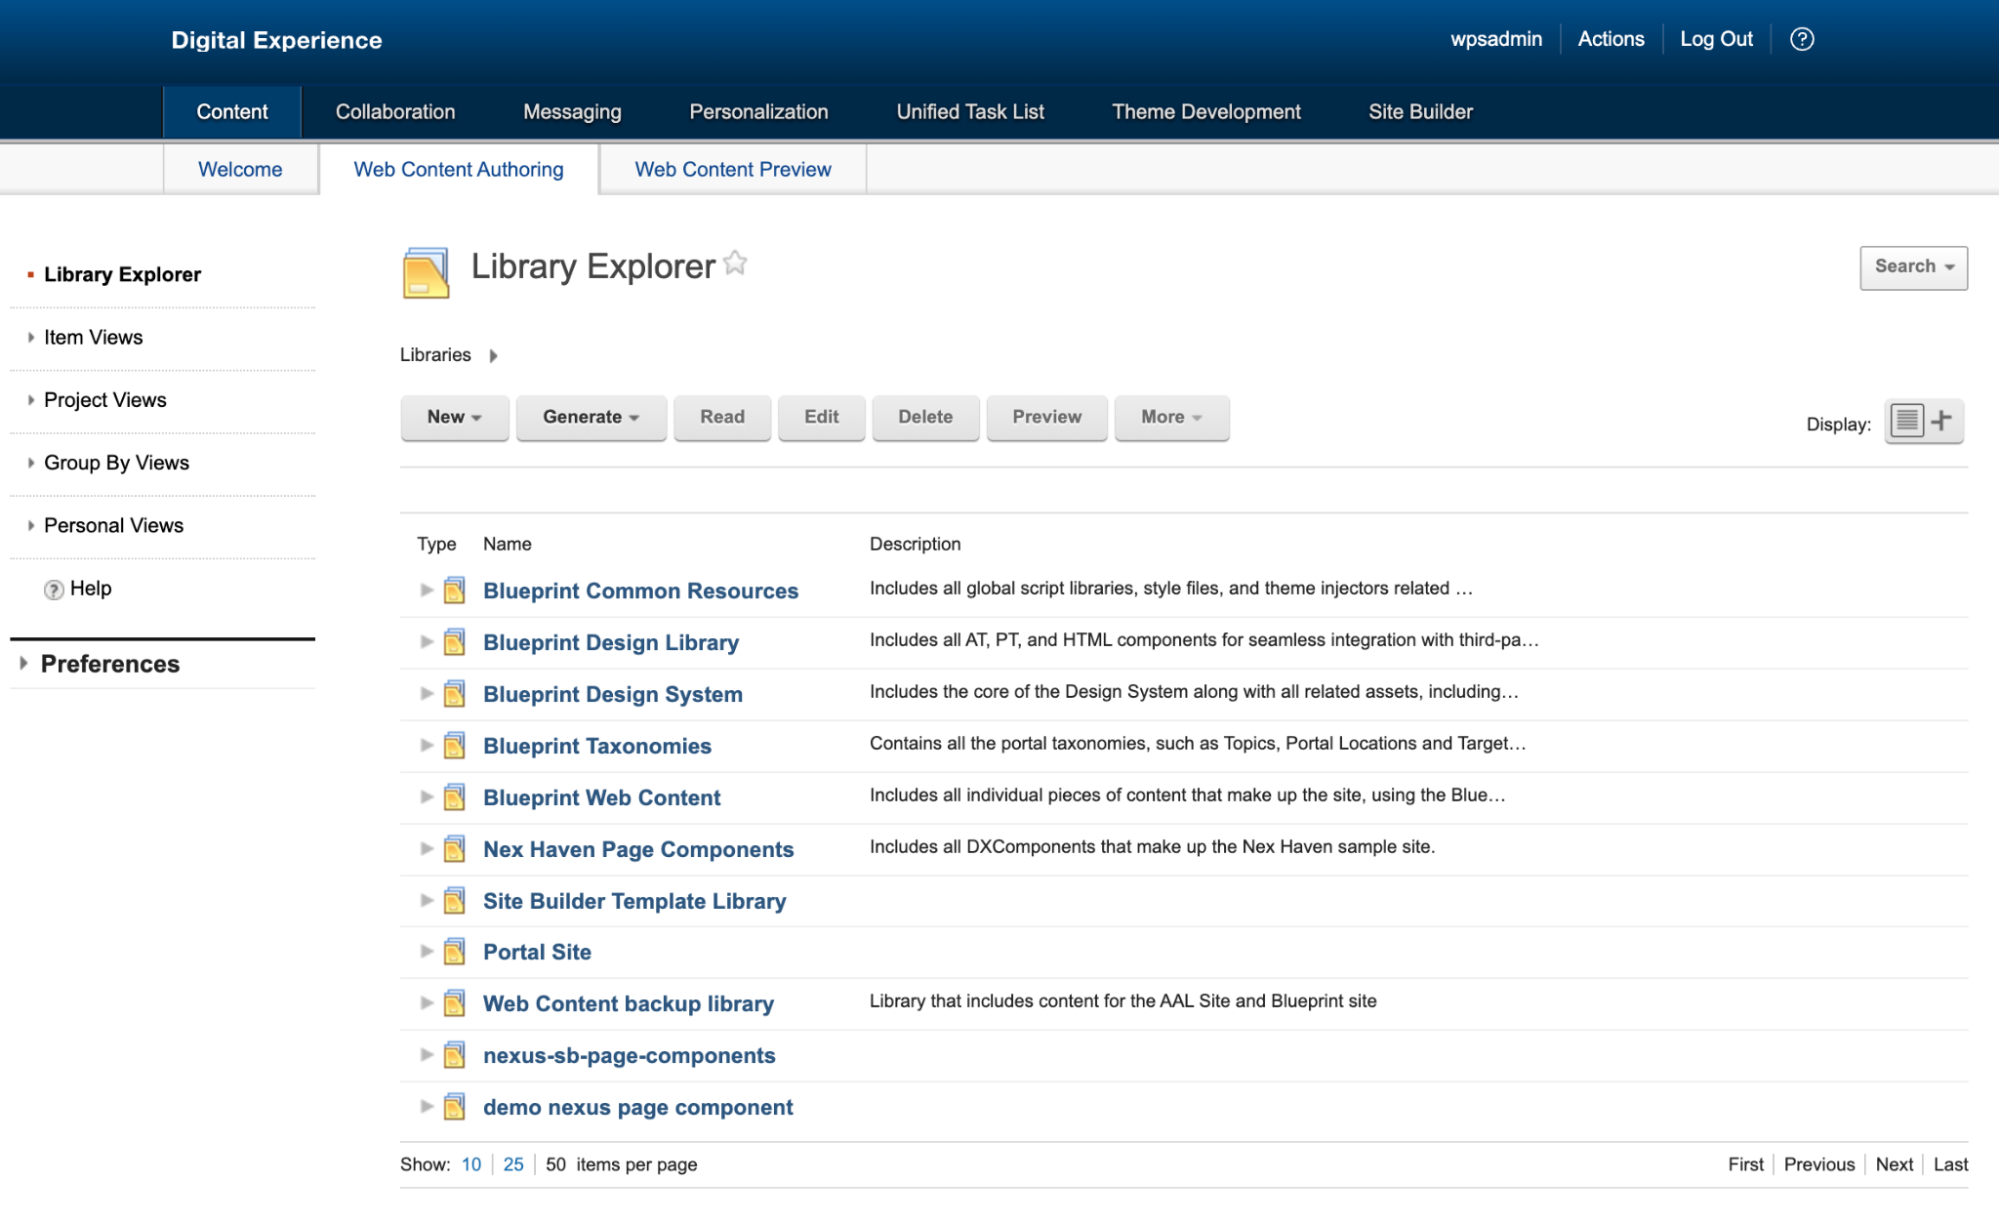 Digital Experience
wpsadmin Actions Log Out ?
Content Collaboration Messaging Personalization Unified Task List Theme Development Site Builder
Welcome Web Content Authoring Web Content Preview
Library Explorer
Item Views
Project Views
Group By Views
Personal Views
? Help
Preferences
Library Explorer
Search
Libraries
New Generate Read Edit Delete Preview More
Display:
Type Name Description
Blueprint Common Resources Includes all global script libraries, style files, and theme injectors related ...
Blueprint Design Library Includes all AT, PT, and HTML components for seamless integration with third-pa...
Blueprint Design System Includes the core of the Design System along with all related assets, including...
Blueprint Taxonomies Contains all the portal taxonomies, such as Topics, Portal Locations and Target...
Blueprint Web Content Includes all individual pieces of content that make up the site, using the Blue...
Nex Haven Page Components Includes all DXComponents that make up the Nex Haven sample site.
Site Builder Template Library
Portal Site
Web Content backup library Library that includes content for the AAL Site and Blueprint site
nexus-sb-page-components
demo nexus page component
Show: 10 25 50 items per page First Previous Next Last